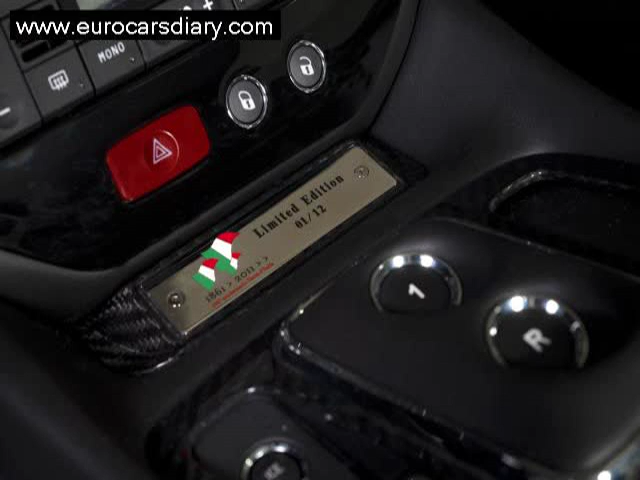 www.eurocarsdiary.com
MONO
Limited Edition
01/12
1861 > 2011 > >
1
R